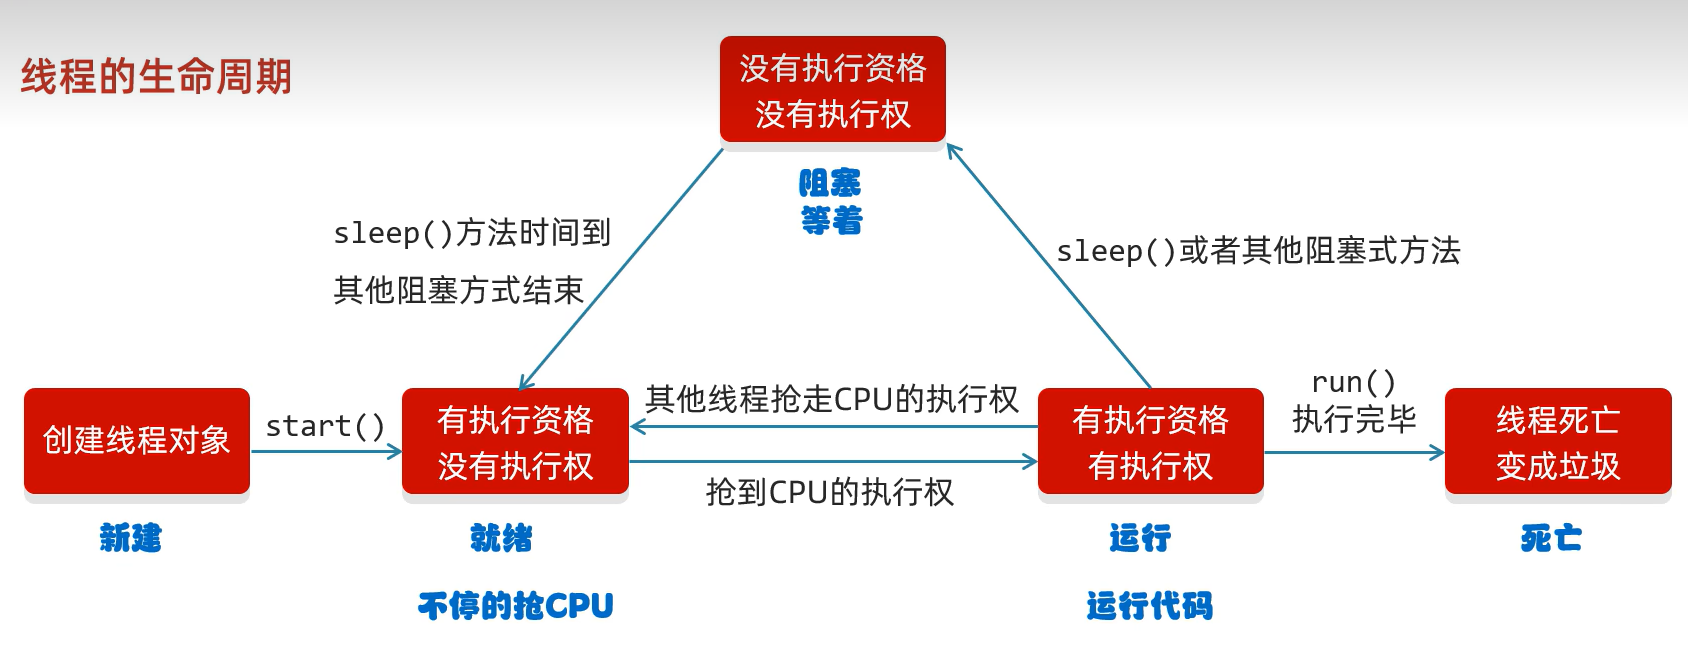 线程的生命周期
没有执行资格
没有执行权
阻塞
等着
sleep()方法时间到
其他阻塞方式结束
sleep()或者其他阻塞式方法
创建线程对象
新建
start()
有执行资格
没有执行权
就绪
不停的抢CPU
其他线程抢走CPU的执行权
抢到CPU的执行权
有执行资格
有执行权
运行
运行代码
run()
执行完毕
线程死亡
变成垃圾
死亡